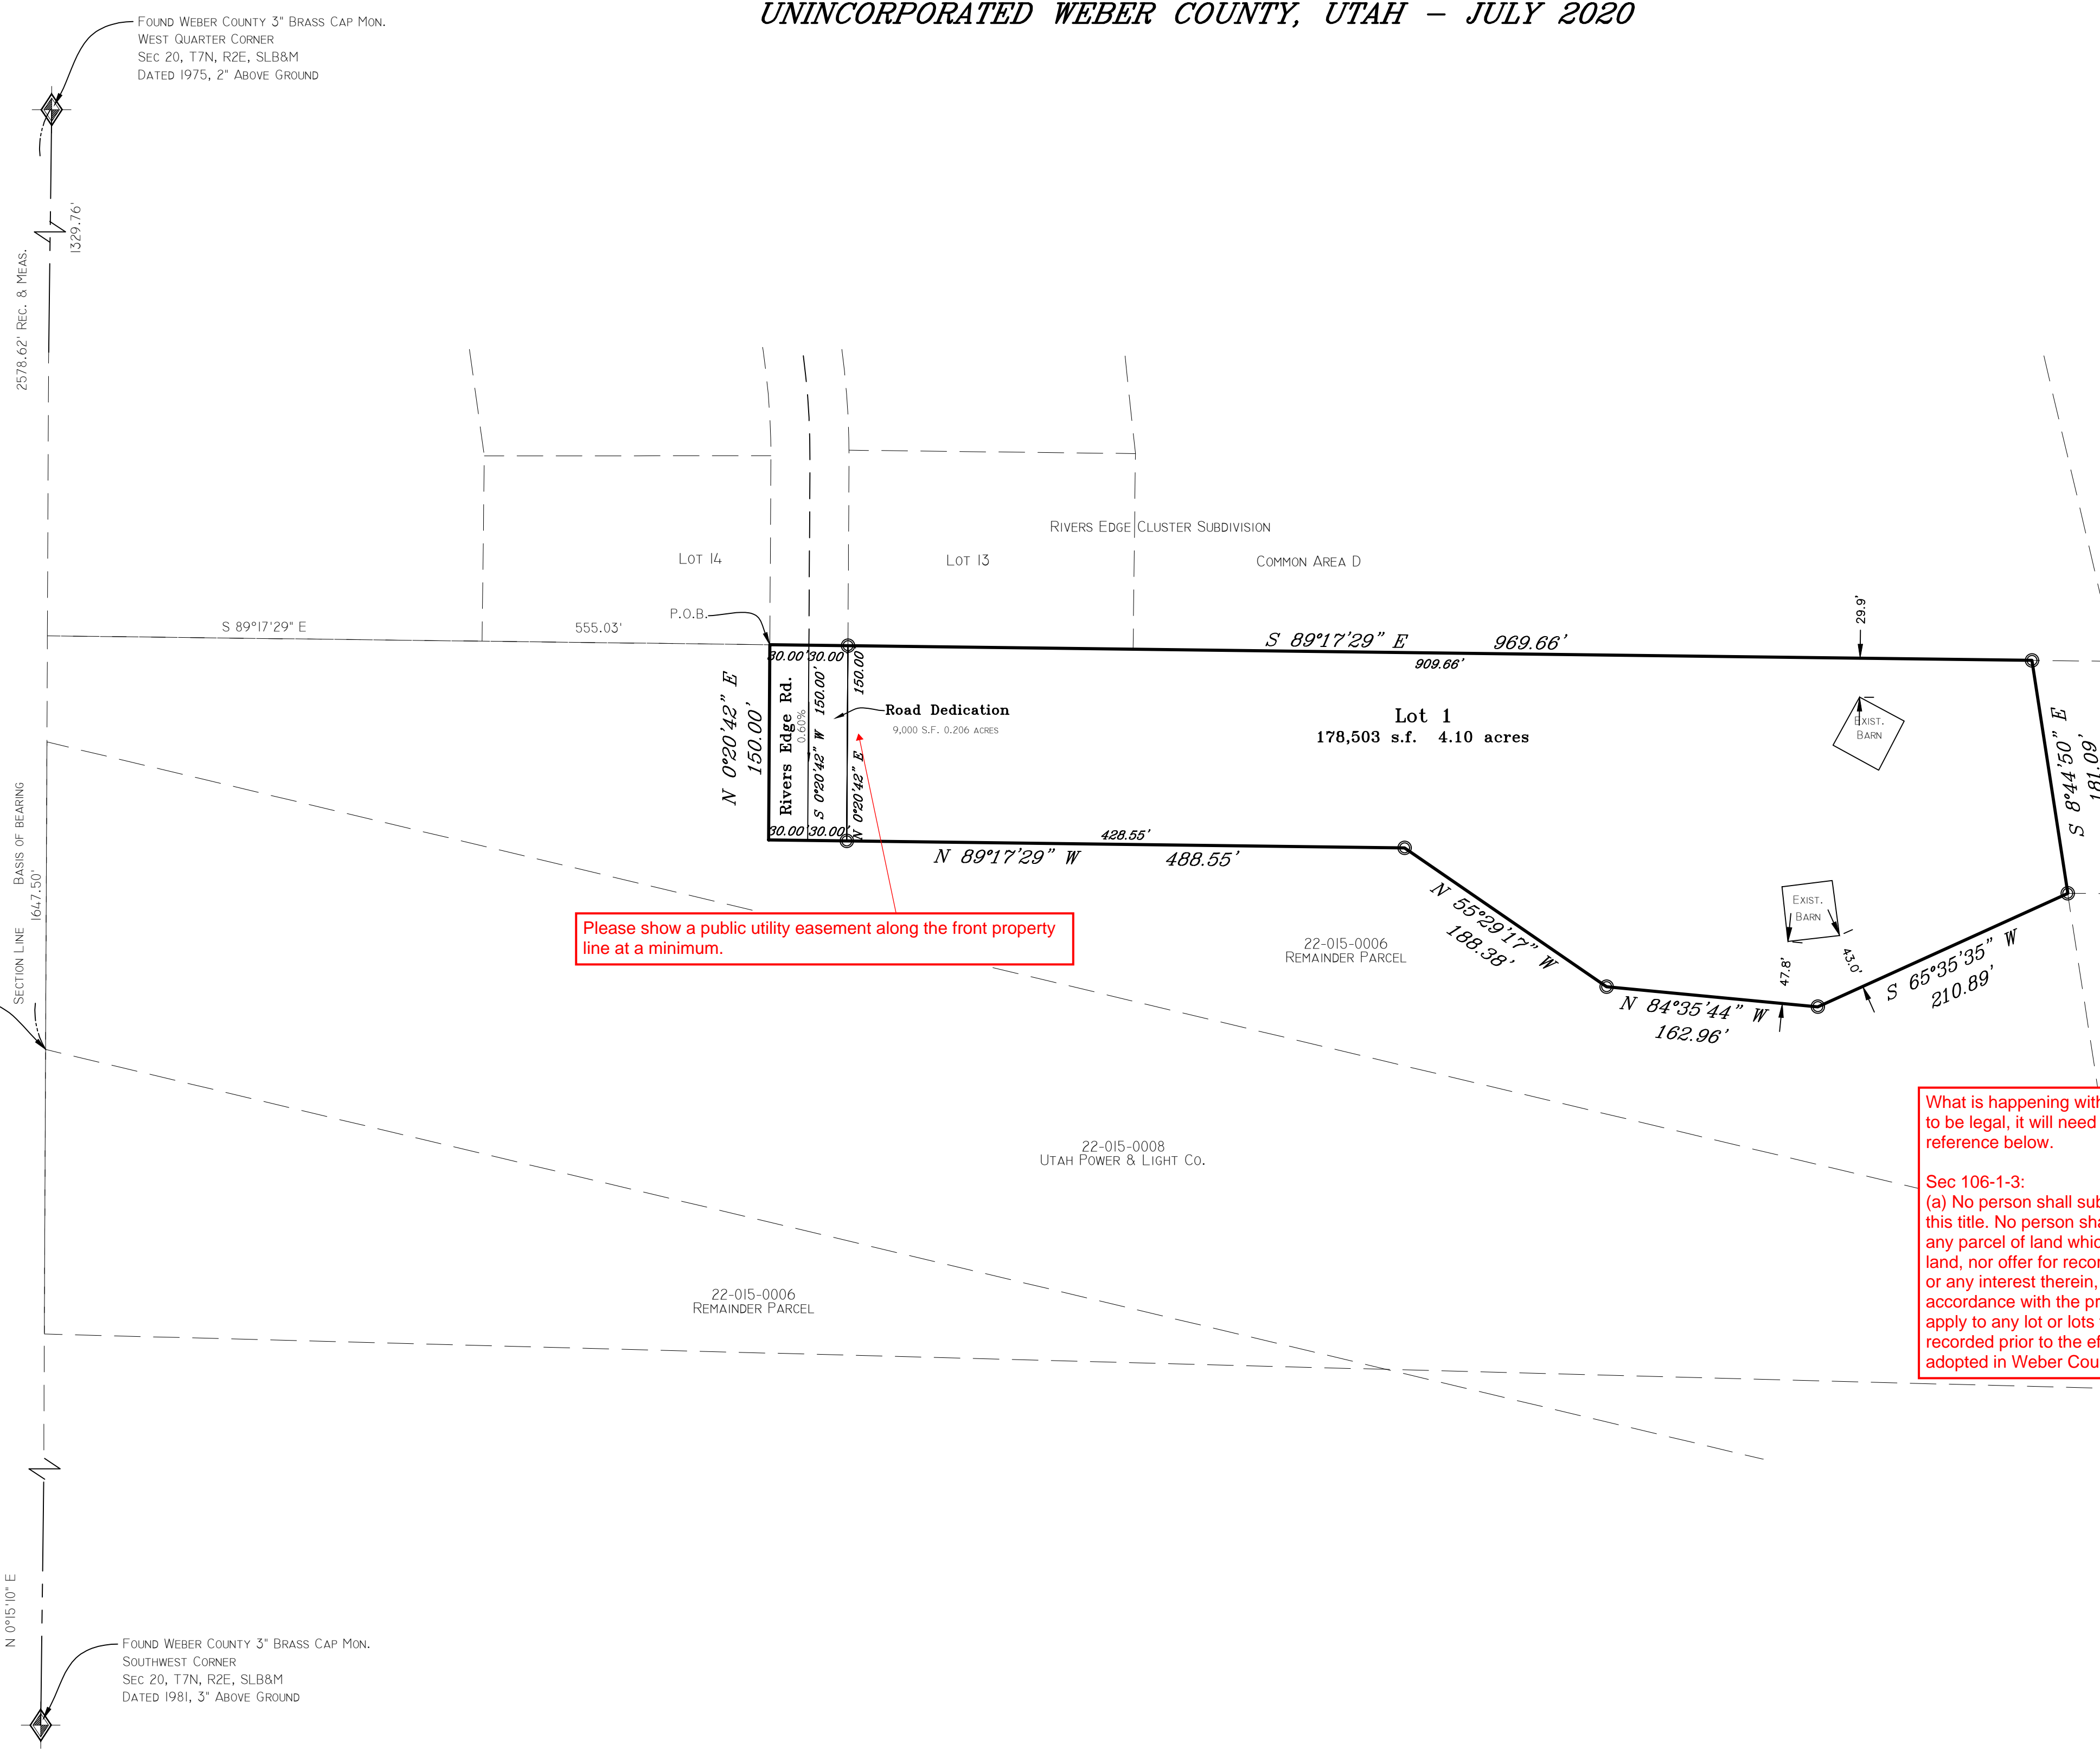 UNINCORPORATED WEBER COUNTY, UTAH – JULY 2020
Found Weber County 3" Brass Cap Mon.
West Quarter Corner
Sec 20, T7N, R2E, SLB&M
Dated 1975, 2" Above Ground
1329.76'
2578.62' Rec. & Meas.
Rivers Edge Cluster Subdivision
Lot 14
Lot 13
Common Area D
P.O.B.
S 89°17'29" E
555.03'
S 89°17'29" E 969.66'
909.66'
29.9'
30.00' 30.00'
N 0°20'42" E
150.00'
Rivers Edge Rd.
0.60%
S 0°20'42" W 150.00'
N 0°20'42" E 150.00'
Road Dedication
9,000 S.F. 0.206 acres
Lot 1
178,503 s.f. 4.10 acres
Exist.
Barn
S 8°44'50" E
181.09'
30.00' 30.00'
428.55'
N 89°17'29" W 488.55'
Section Line Basis of Bearing
1647.50'
Please show a public utility easement along the front property
line at a minimum.
N 55°29'17" W
188.38'
Exist.
Barn
47.8'
43.0'
22-015-0006
Remainder Parcel
N 84°35'44" W
162.96'
S 65°35'35" W
210.89'
What is happening with
to be legal, it will need
reference below.
Sec 106-1-3:
(a) No person shall sub
this title. No person sha
any parcel of land whic
land, nor offer for recor
or any interest therein,
accordance with the pr
apply to any lot or lots
recorded prior to the ef
adopted in Weber Cou
22-015-0008
Utah Power & Light Co.
22-015-0006
Remainder Parcel
N 0°15'10" E
Found Weber County 3" Brass Cap Mon.
Southwest Corner
Sec 20, T7N, R2E, SLB&M
Dated 1981, 3" Above Ground